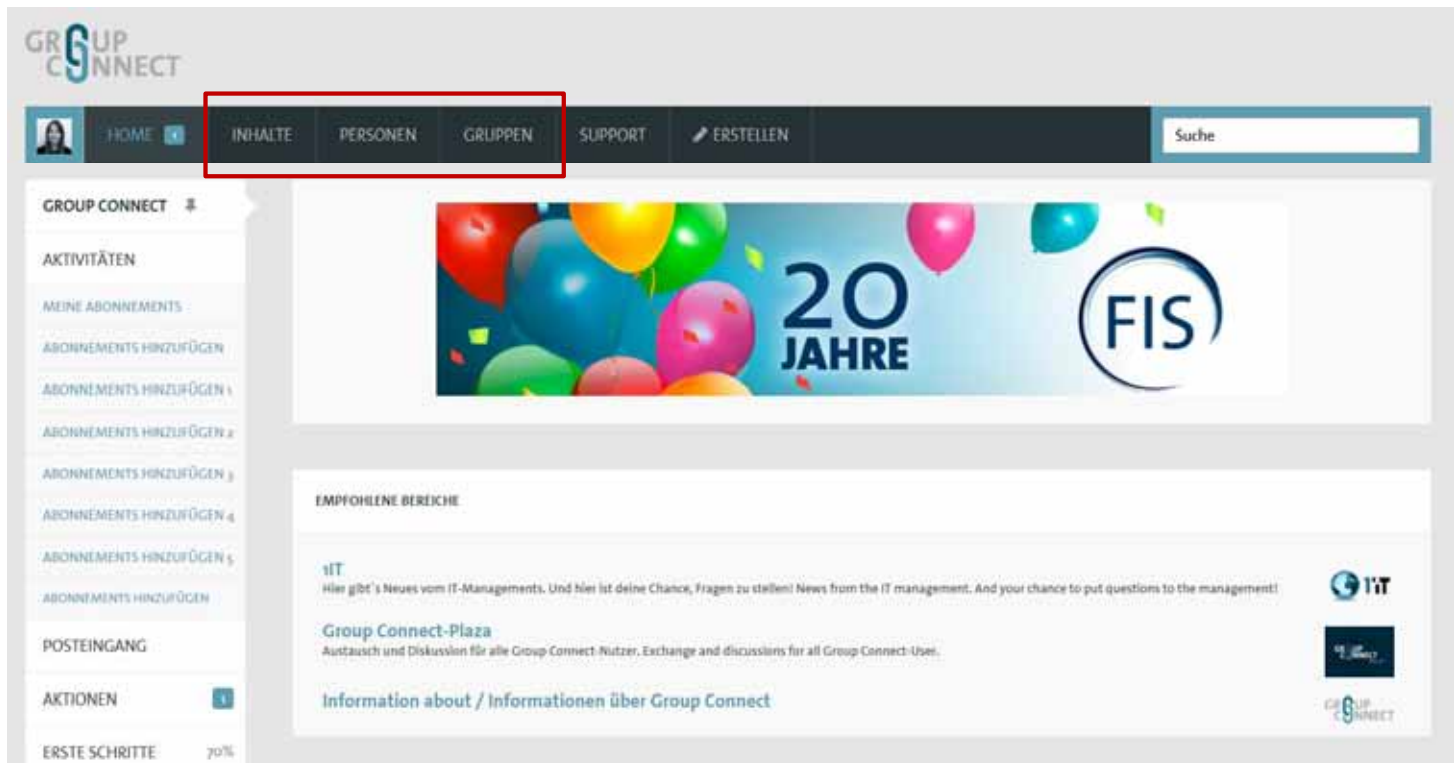 GROUP
CONNECT
HOME
INHALTE
PERSONEN
GRUPPEN
SUPPORT
ERSTELLEN
Suche
GROUP CONNECT
AKTIVITÄTEN
MEINE ABONNEMENTS
ABONNEMENTS HINZUFÜGEN
ABONNEMENTS HINZUFÜGEN 1
ABONNEMENTS HINZUFÜGEN 2
ABONNEMENTS HINZUFÜGEN 3
ABONNEMENTS HINZUFÜGEN 4
ABONNEMENTS HINZUFÜGEN 5
ABONNEMENTS HINZUFÜGEN
POSTEINGANG
AKTIONEN
ERSTE SCHRITTE 70%
20
JAHRE
FIS
EMPFOHLENE BEREICHE
1IT
Hier gibt´s Neues vom IT-Managements. Und hier ist deine Chance, Fragen zu stellen! News from the IT management. And your chance to put questions to the management!
Group Connect-Plaza
Austausch und Diskussion für alle Group Connect-Nutzer. Exchange and discussions for all Group Connect-User.
Information about / Informationen über Group Connect
GROUP
CONNECT